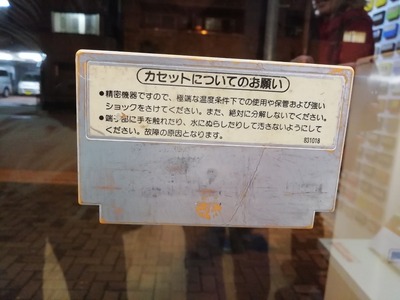 カセットについてのお願い
●精密機器ですので、極端な温度条件下での使用や保管および強い
ショックをさけてください。また、絶対に分解しないでください。
●端子部に手を触れたり、水にぬらしたりして汚さないようにして
ください。故障の原因となります。
831018